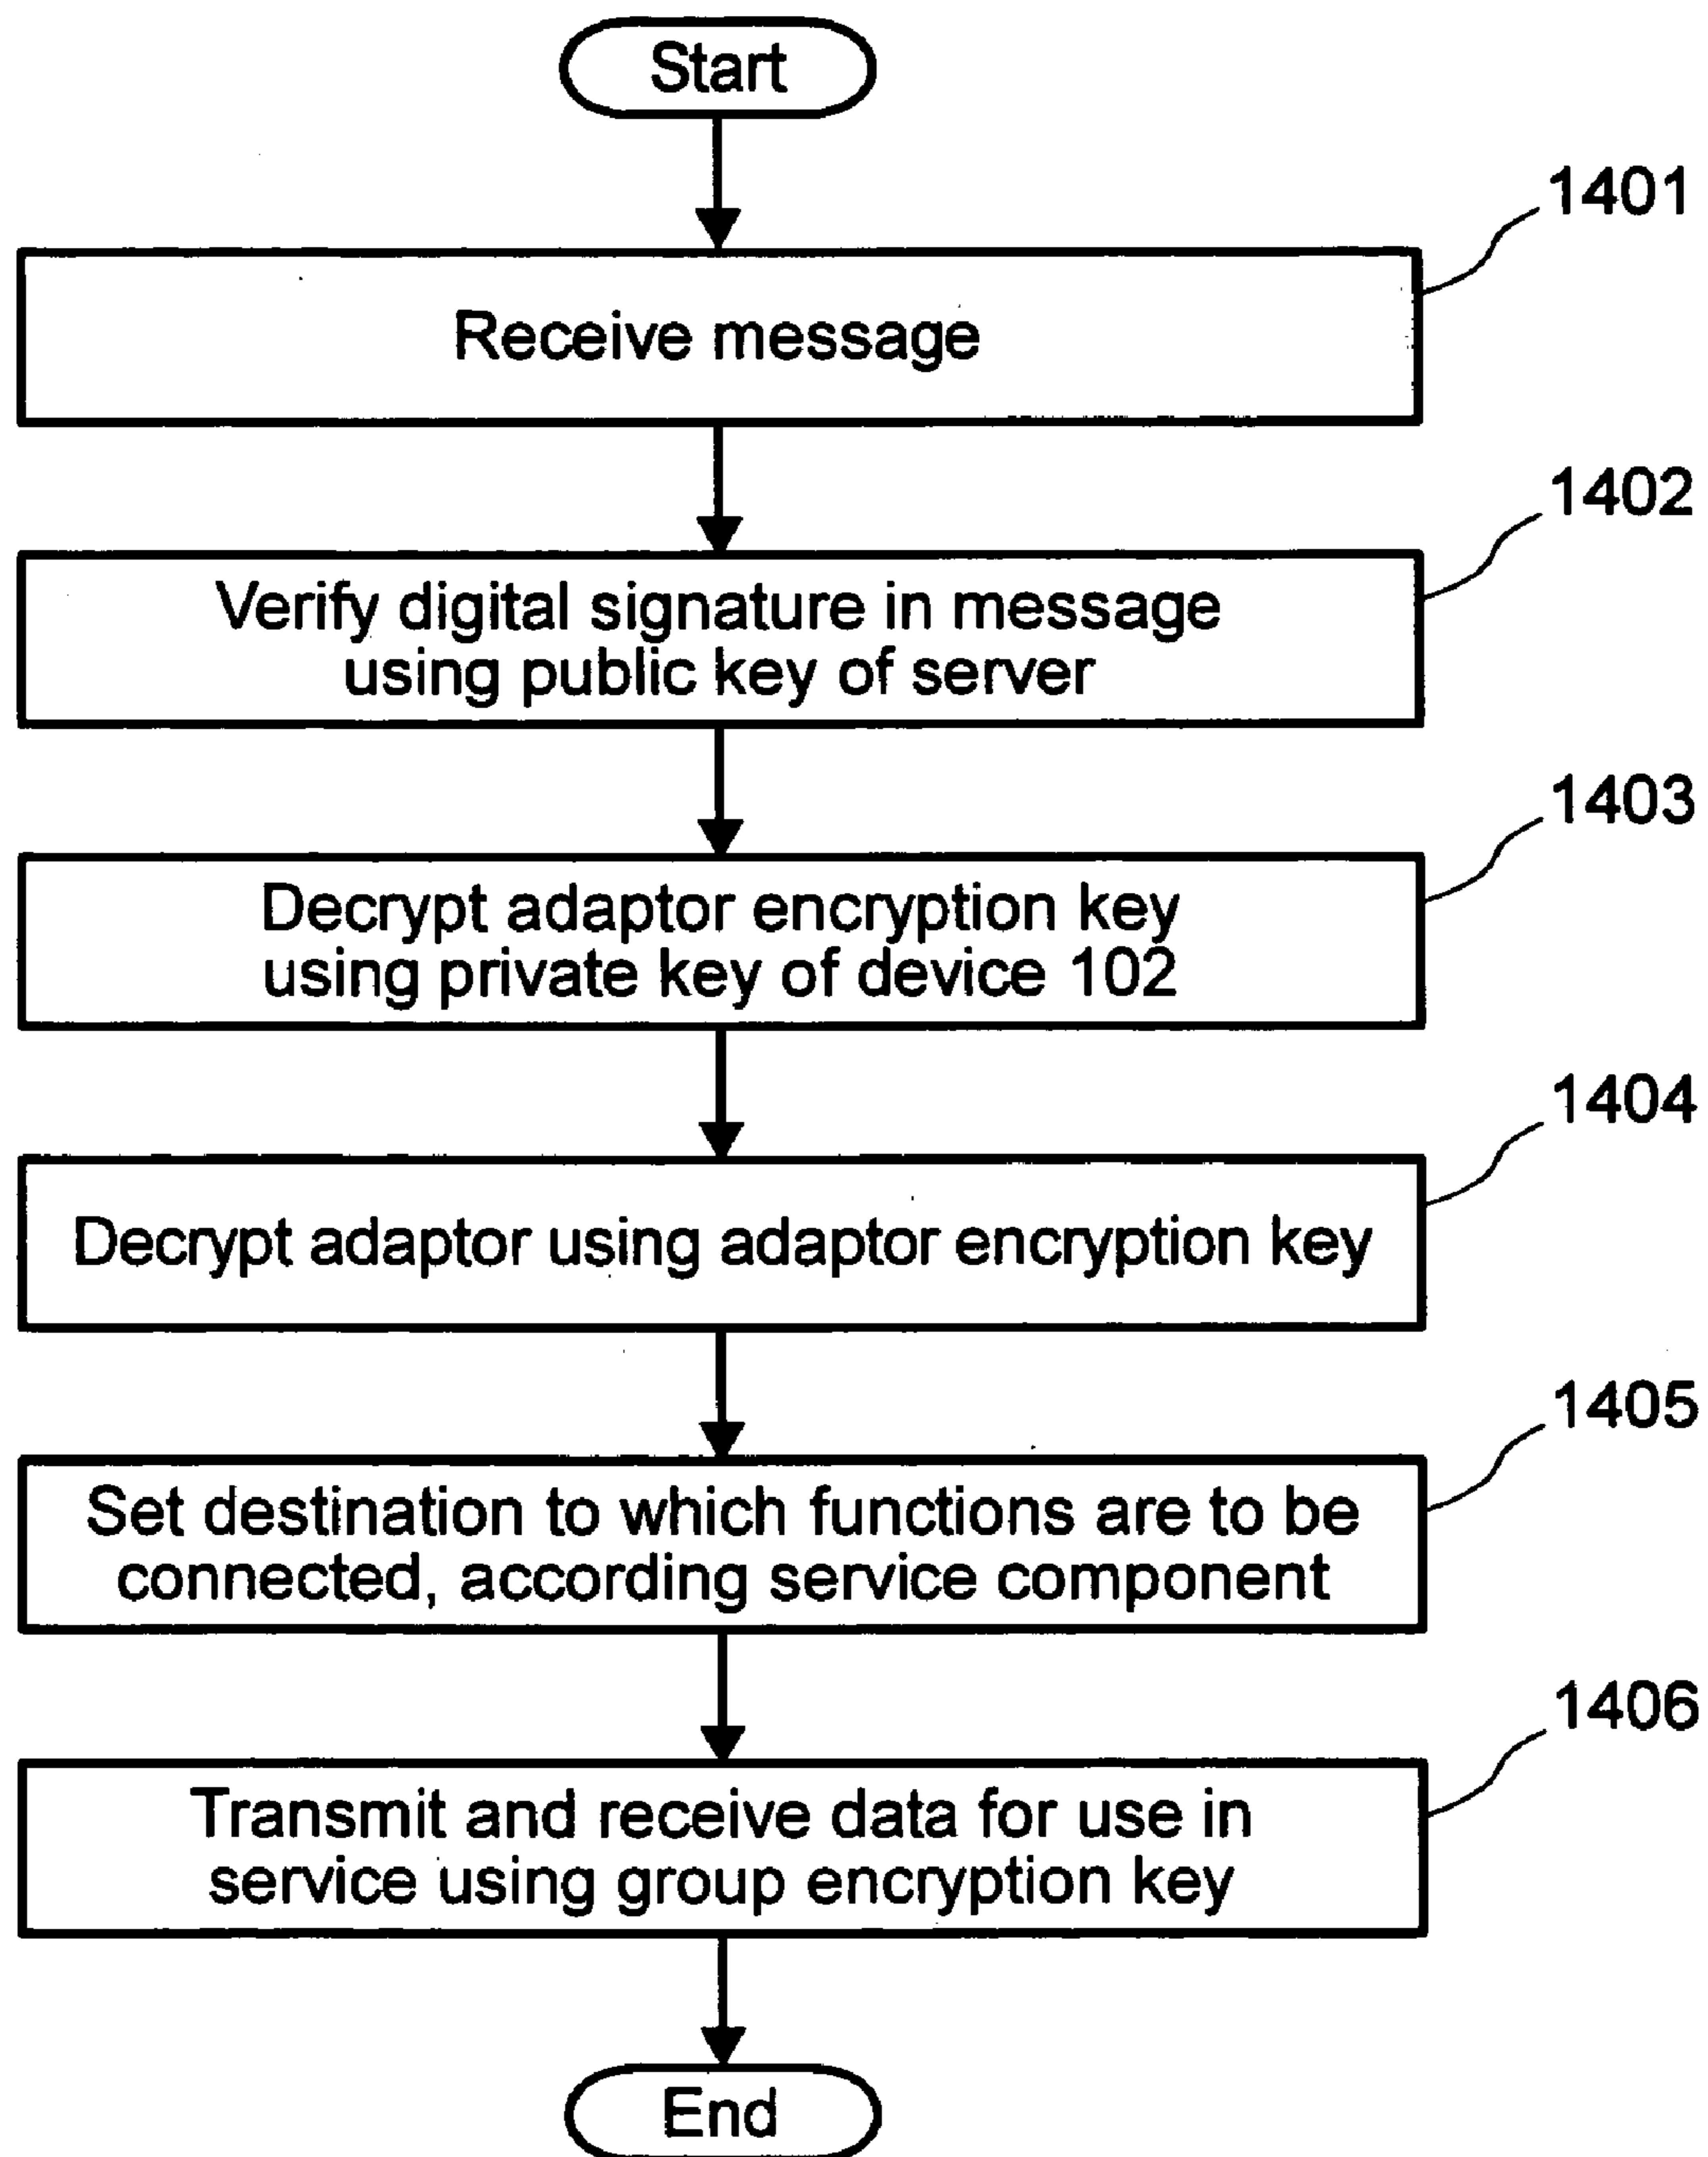 Start
1401
Receive message
1402
Verify digital signature in message
using public key of server
1403
Decrypt adaptor encryption key
using private key of device 102
1404
Decrypt adaptor using adaptor encryption key
1405
Set destination to which functions are to be
connected, according service component
1406
Transmit and receive data for use in
service using group encryption key
End